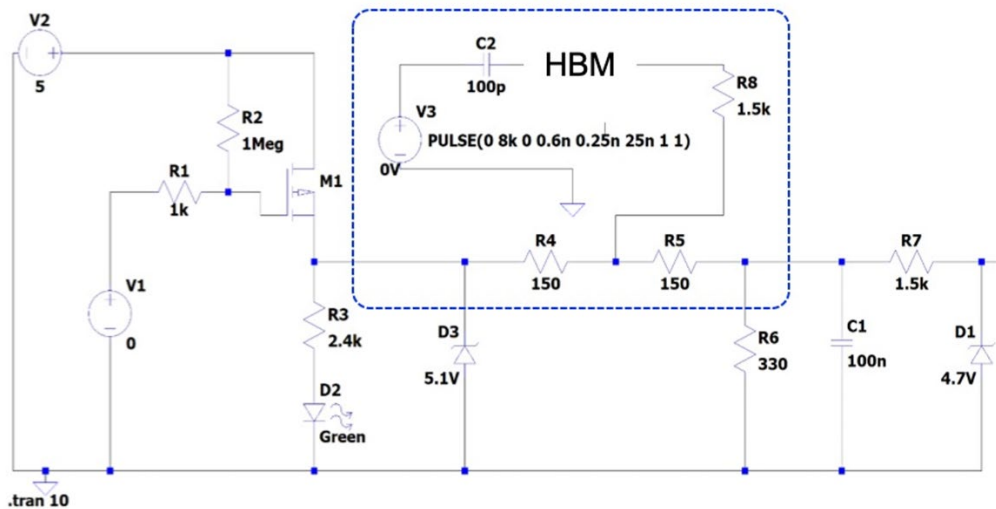 V2
5
R2
1Meg
R1
1k
M1
V1
0
C2
100p
HBM
R8
1.5k
V3
PULSE(0 8k 0 0.6n 0.25n 25n 1 1)
0V
R4
150
R5
150
R7
1.5k
R3
2.4k
D3
5.1V
R6
330
C1
100n
D1
4.7V
D2
Green
.tran 10